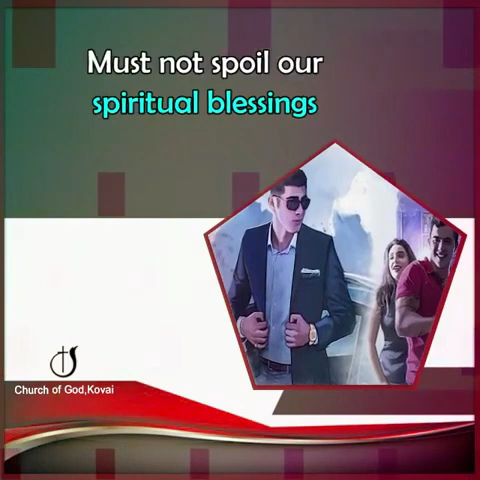 Must not spoil our
spiritual blessings
Church of God,Kovai